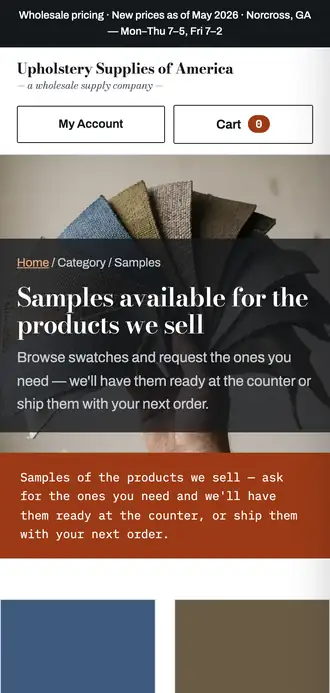 Wholesale pricing · New prices as of May 2026 · Norcross, GA
— Mon–Thu 7–5, Fri 7–2
Upholstery Supplies of America
— a wholesale supply company —
My Account
Cart 0
Home / Category / Samples
Samples available for the
products we sell
Browse swatches and request the ones you
need — we'll have them ready at the counter or
ship them with your next order.
Samples of the products we sell — ask
for the ones you need and we'll have
them ready at the counter, or ship them
with your next order.